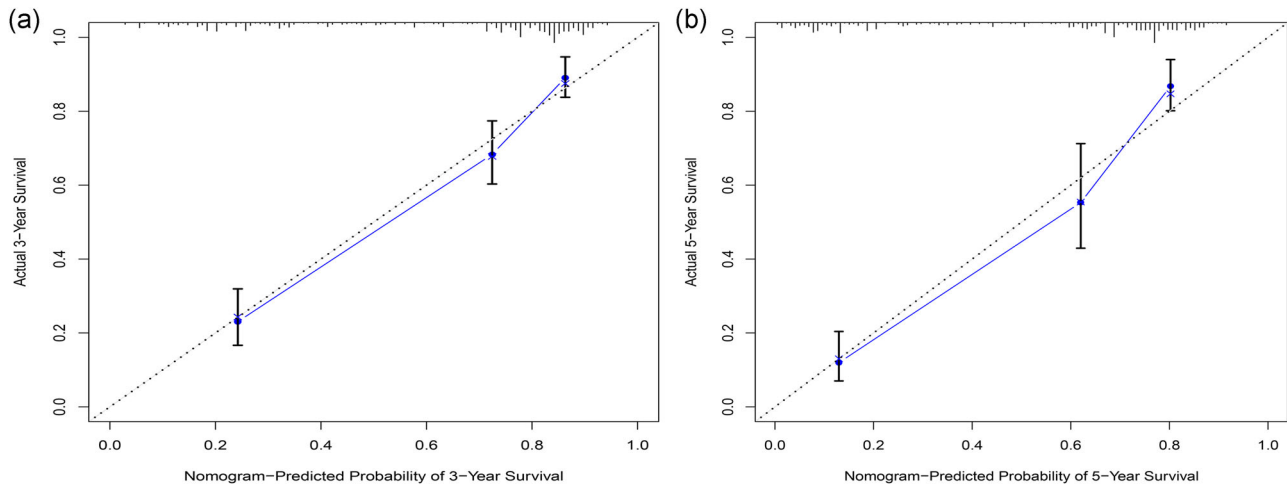 (a)
1.0
0.8
0.6
0.4
0.2
0.0
Actual 3−Year Survival
0.0 0.2 0.4 0.6 0.8 1.0
Nomogram−Predicted Probability of 3−Year Survival
(b)
1.0
0.8
0.6
0.4
0.2
0.0
Actual 5−Year Survival
0.0 0.2 0.4 0.6 0.8 1.0
Nomogram−Predicted Probability of 5−Year Survival